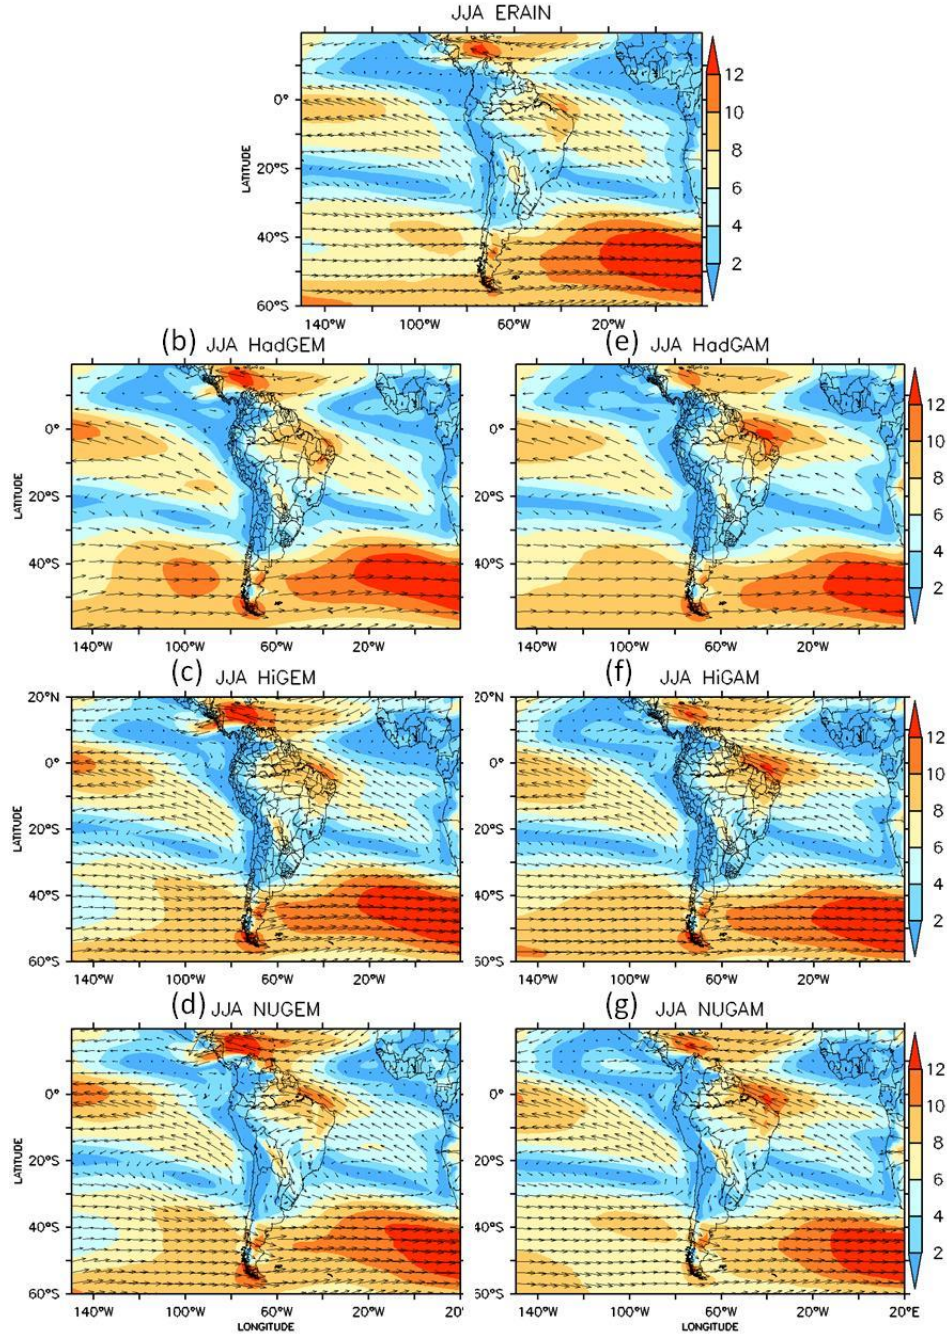 JJA ERAIN
LATITUDE
0°
20°S
40°S
60°S
140°W 100°W 60°W 20°W
12
10
8
6
4
2
(b) JJA HadGEM
LATITUDE
0°
20°S
40°S
140°W 100°W 60°W 20°W
(e) JJA HadGAM
0°
20°S
40°S
140°W 100°W 60°W 20°W
12
10
8
6
4
2
(c) JJA HiGEM
LATITUDE
20°N
0°
20°S
40°S
60°S
140°W 100°W 60°W 20°W
(f) JJA HiGAM
20°N
0°
20°S
40°S
50°S
140°W 100°W 60°W 20°W
12
10
8
6
4
2
(d) JJA NUGEM
LATITUDE
0°
20°S
40°S
60°S
140°W 100°W 60°W 20°W 20°
LONGITUDE
(g) JJA NUGAM
0°
20°S
40°S
60S
140°W 100°W 60°W 20°W 20°E
LONGITUDE
12
10
8
6
4
2